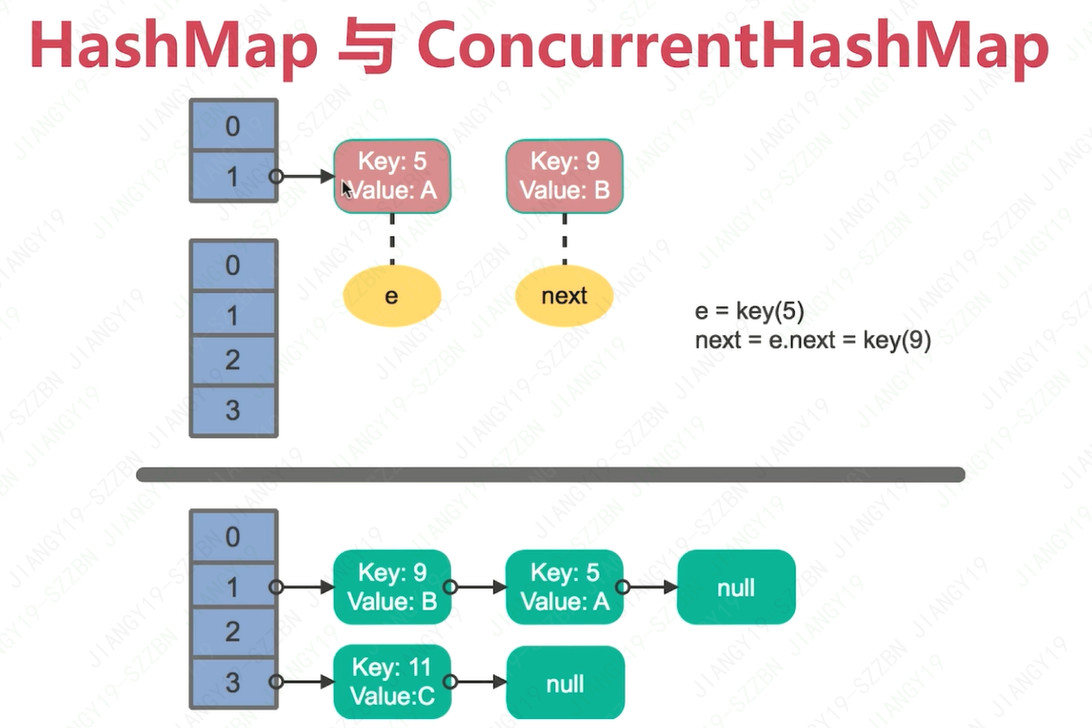 HashMap 与 ConcurrentHashMap
0
1
Key: 5
Value: A
Key: 9
Value: B
e
next
0
1
2
3
e = key(5)
next = e.next = key(9)
0
1
2
3
Key: 9
Value: B
Key: 5
Value: A
null
Key: 11
Value:C
null
JIANGY19-SZZBN